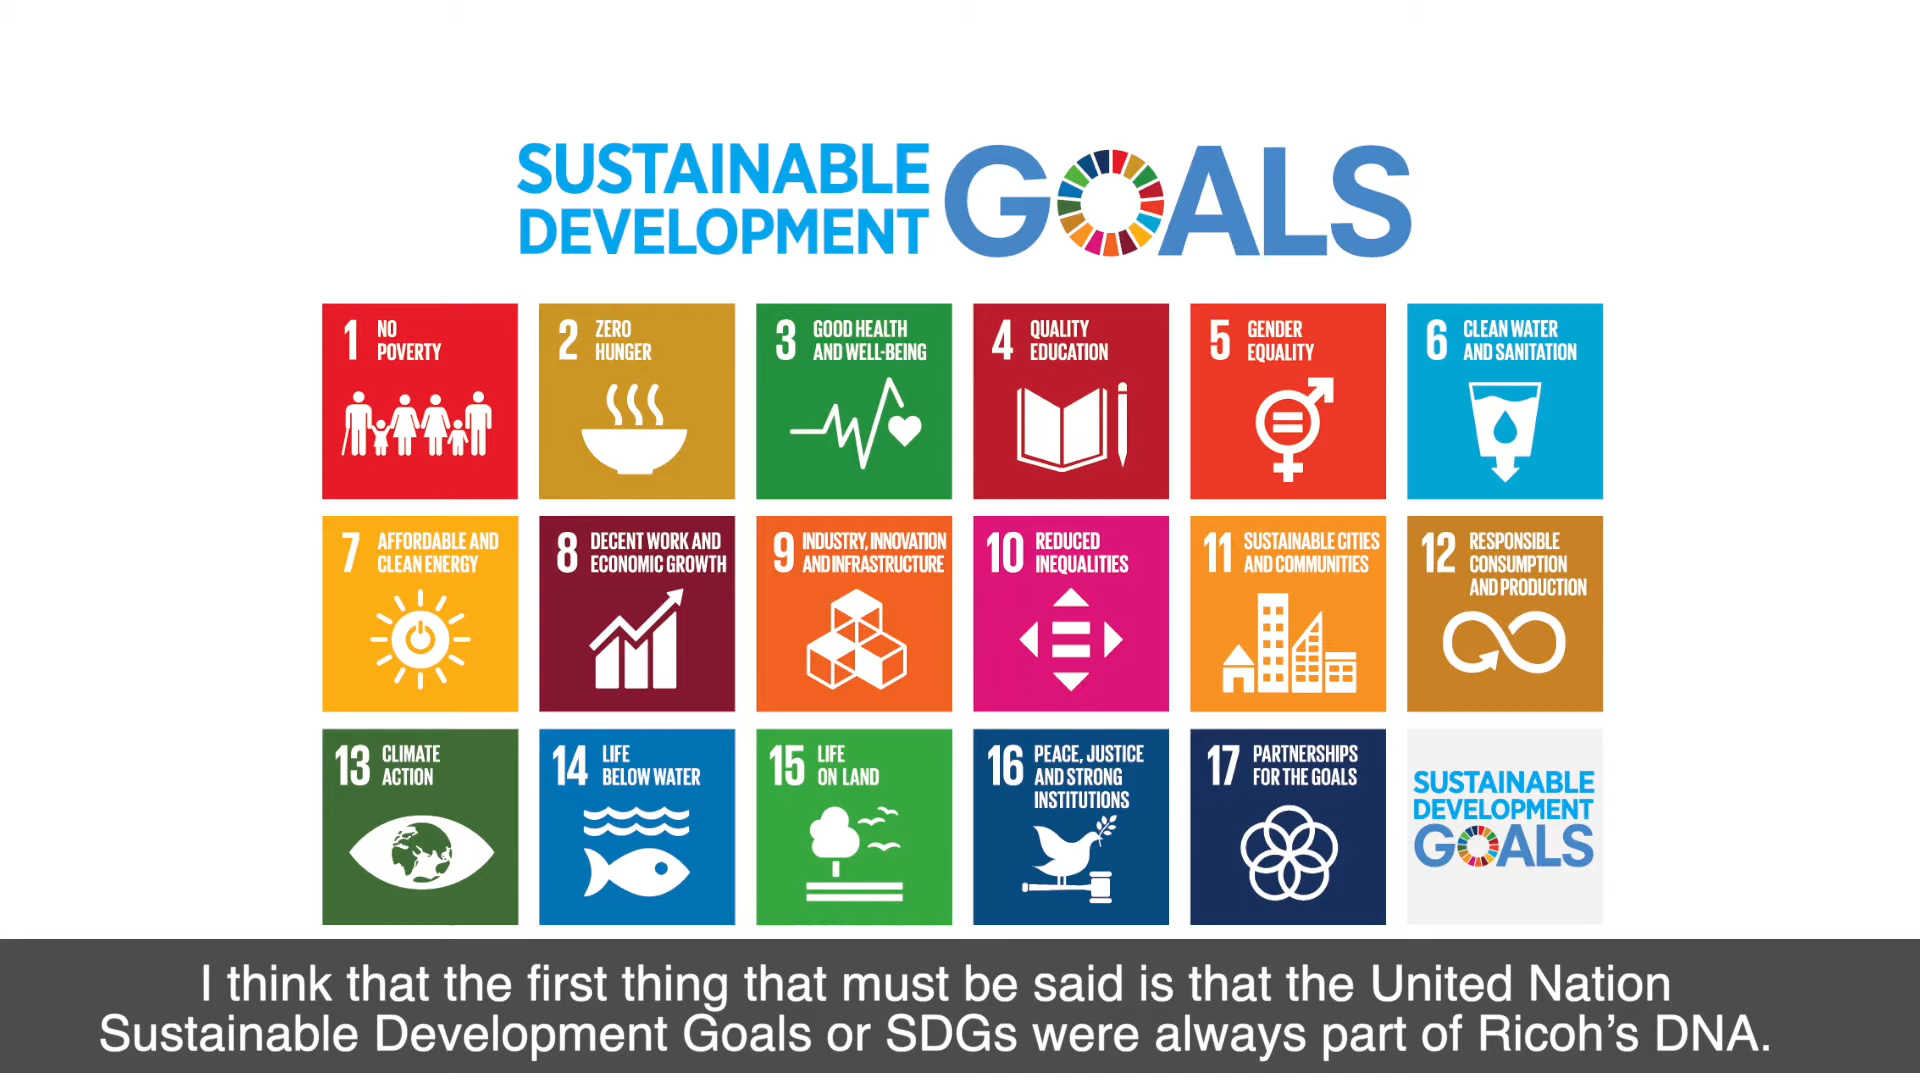 SUSTAINABLE
DEVELOPMENT
GOALS
1 NO
POVERTY
2 ZERO
HUNGER
3 GOOD HEALTH
AND WELL-BEING
4 QUALITY
EDUCATION
5 GENDER
EQUALITY
6 CLEAN WATER
AND SANITATION
7 AFFORDABLE AND
CLEAN ENERGY
8 DECENT WORK AND
ECONOMIC GROWTH
9 INDUSTRY, INNOVATION
AND INFRASTRUCTURE
10 REDUCED
INEQUALITIES
11 SUSTAINABLE CITIES
AND COMMUNITIES
12 RESPONSIBLE
CONSUMPTION
AND PRODUCTION
13 CLIMATE
ACTION
14 LIFE
BELOW WATER
15 LIFE
ON LAND
16 PEACE, JUSTICE
AND STRONG
INSTITUTIONS
17 PARTNERSHIPS
FOR THE GOALS
SUSTAINABLE
DEVELOPMENT
GOALS
I think that the first thing that must be said is that the United Nation
Sustainable Development Goals or SDGs were always part of Ricoh’s DNA.